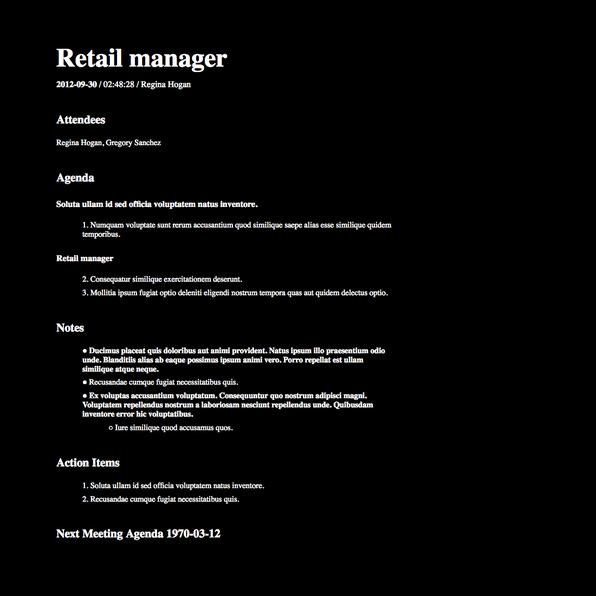 Retail manager
2012-09-30 / 02:48:28 / Regina Hogan
Attendees
Regina Hogan, Gregory Sanchez
Agenda
Soluta ullam id sed officia voluptatem natus inventore.
1. Numquam voluptate sunt rerum accusantium quod similique saepe alias esse similique quidem
temporibus.
Retail manager
2. Consequatur similique exercitationem deserunt.
3. Mollitia ipsum fugiat optio deleniti eligendi nostrum tempora quas aut quidem delectus optio.
Notes
● Ducimus placeat quis doloribus aut animi provident. Natus ipsum illo praesentium odio
unde. Blanditiis alias ab eaque possimus ipsum animi vero. Porro repellat est ullam
similique atque neque.
● Recusandae cumque fugiat necessitatibus quis.
● Ex voluptas accusantium voluptatum. Consequuntur quo nostrum adipisci magni.
Voluptatem repellendus nostrum a laboriosam nesciunt repellendus unde. Quibusdam
inventore error hic voluptatibus.
○ Iure similique quod accusamus quos.
Action Items
1. Soluta ullam id sed officia voluptatem natus inventore.
2. Recusandae cumque fugiat necessitatibus quis.
Next Meeting Agenda 1970-03-12